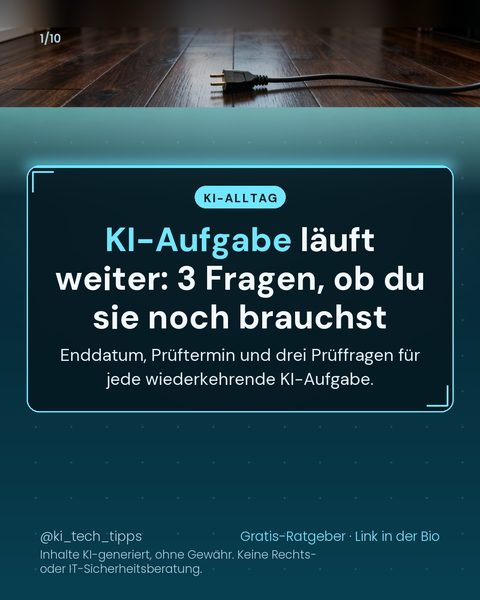 1/10
KI-ALLTAG
KI-Aufgabe läuft
weiter: 3 Fragen, ob du
sie noch brauchst
Enddatum, Prüftermin und drei Prüffragen für
jede wiederkehrende KI-Aufgabe.
@ki_tech_tipps
Gratis-Ratgeber · Link in der Bio
Inhalte KI-generiert, ohne Gewähr. Keine Rechts-
oder IT-Sicherheitsberatung.